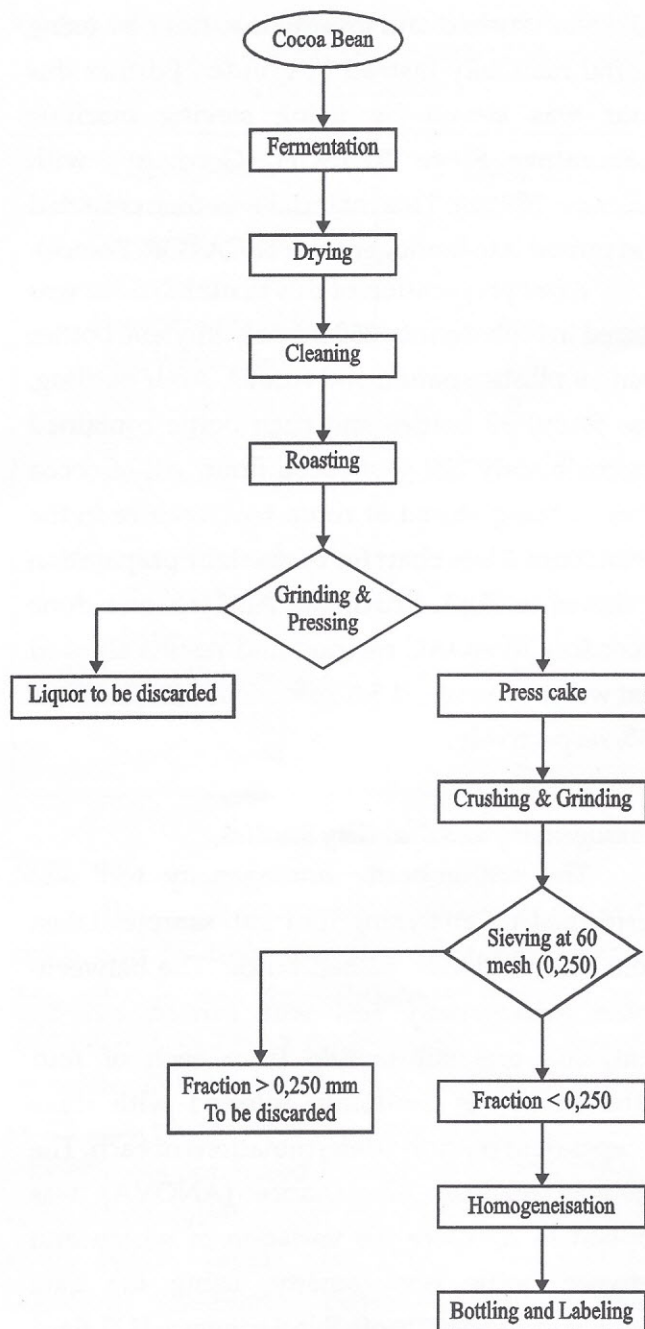 Cocoa Bean
Fermentation
Drying
Cleaning
Roasting
Grinding &
Pressing
Liquor to be discarded
Press cake
Crushing & Grinding
Sieving at 60
mesh (0,250)
Fraction > 0,250 mm
To be discarded
Fraction < 0,250
Homogeneisation
Bottling and Labeling